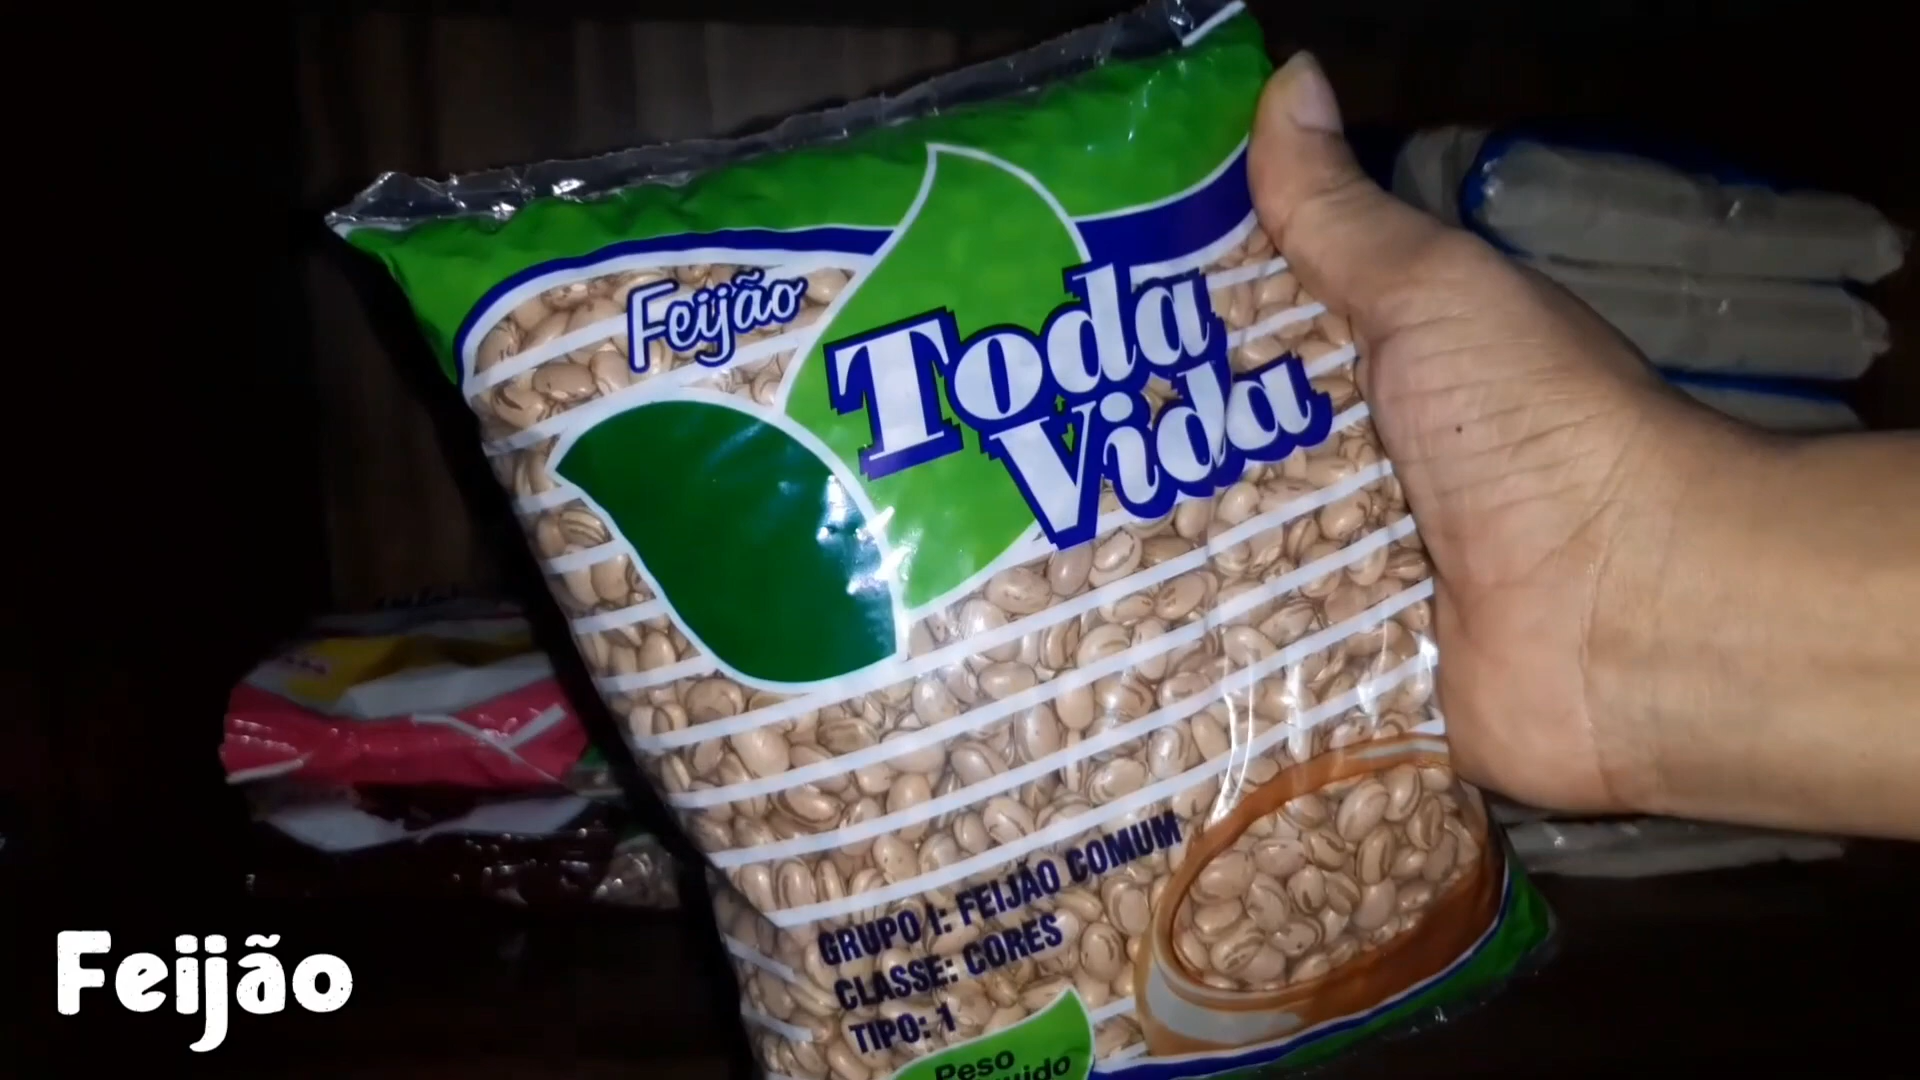 Feijão
Toda
Vida
GRUPO I: FEIJÃO COMUM
CLASSE: CORES
TIPO: 1
Peso
Feijão